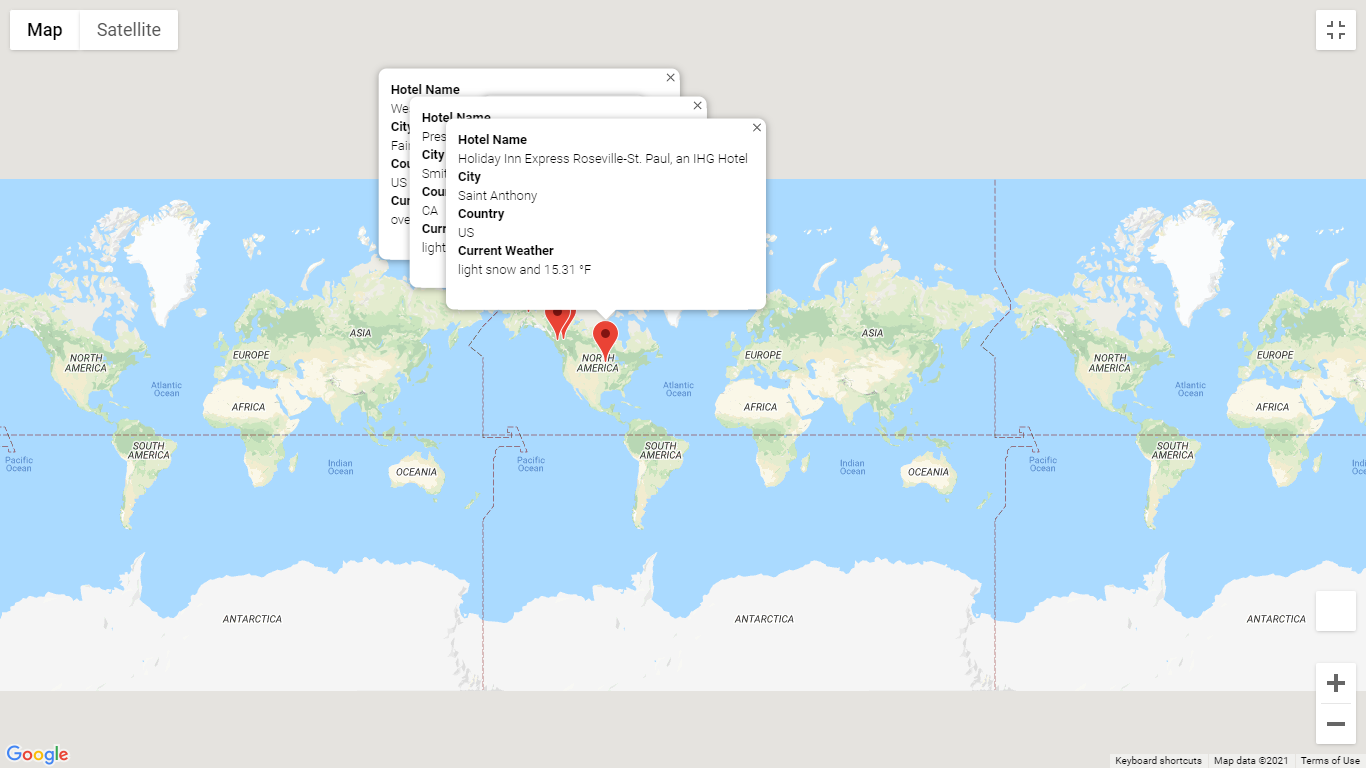 Map Satellite
Hotel Name
We
City
Fair
Cou
US
Cur
ove
Hotel Name
Pres
City
Smit
Cou
CA
Curr
light
Hotel Name
Holiday Inn Express Roseville-St. Paul, an IHG Hotel
City
Saint Anthony
Country
US
Current Weather
light snow and 15.31 °F
ASIA
ASIA
NORTH AMERICA
EUROPE
NORTH AMERICA
EUROPE
NORTH AMERICA
EUROPE
Atlantic Ocean
Atlantic Ocean
Atlantic Ocean
AFRICA
AFRICA
AFRICA
SOUTH AMERICA
SOUTH AMERICA
SOUTH AMERICA
Pacific Ocean
Indian Ocean
OCEANIA
Pacific Ocean
Indian Ocean
OCEANIA
Pacific Ocean
ANTARCTICA
ANTARCTICA
ANTARCTICA
Google
Keyboard shortcuts Map data ©2021 Terms of Use